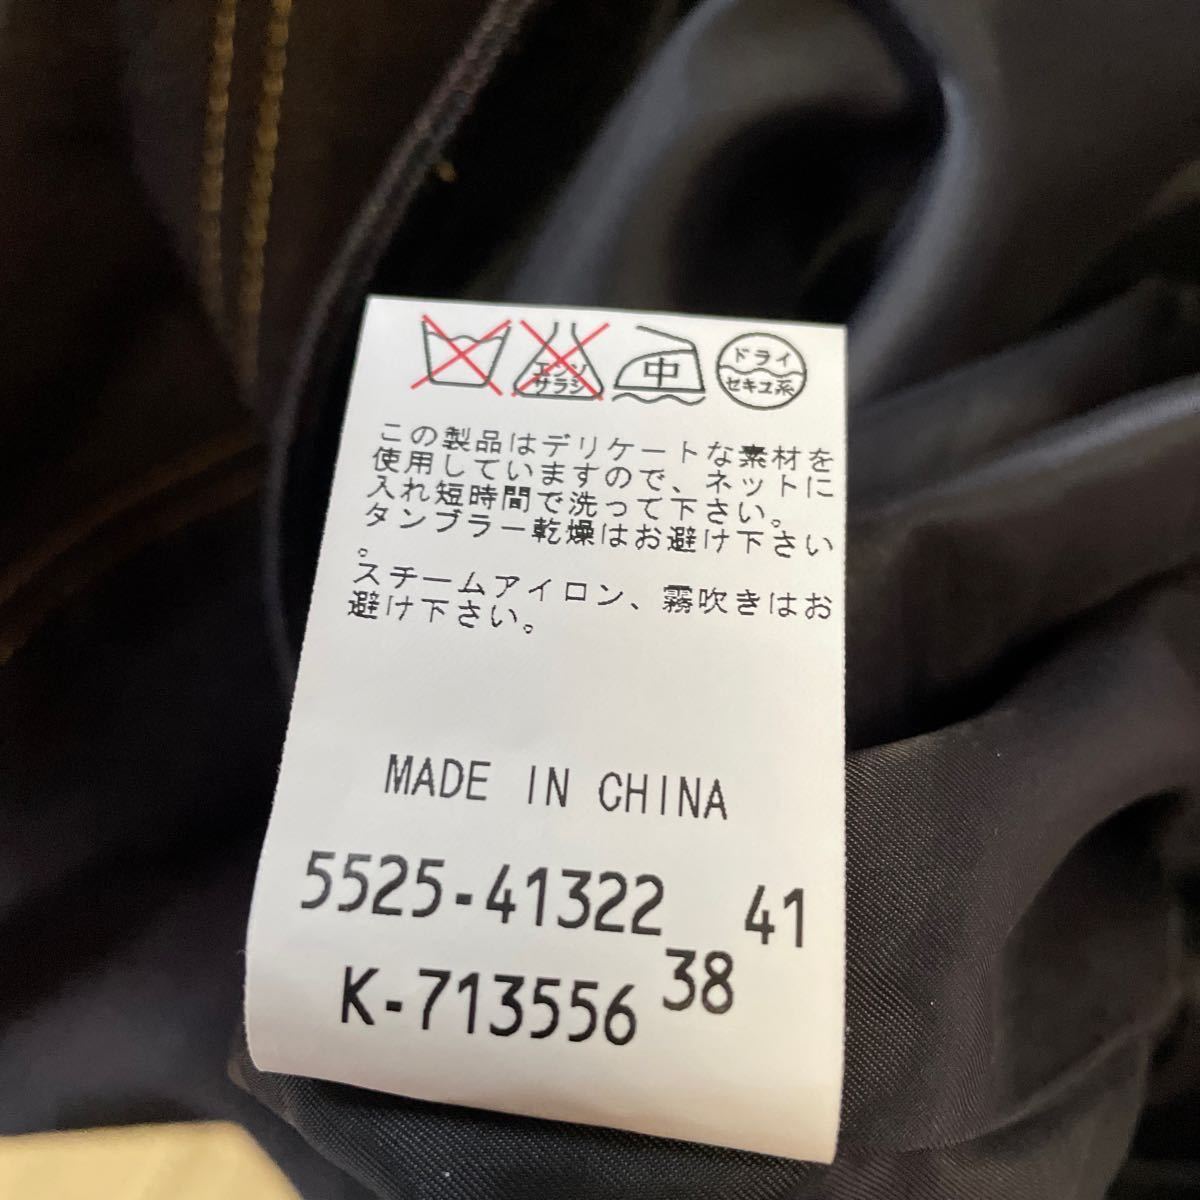 エンソ
サラシ
中
ドライ
セキユ系
この製品はデリケートな素材を
使用していますので、ネットに
入れ短時間で洗って下さい。
タンブラー乾燥はお避け下さい
。
スチームアイロン、霧吹きはお
避け下さい。
MADE IN CHINA
5525-41322 41
K-713556 38